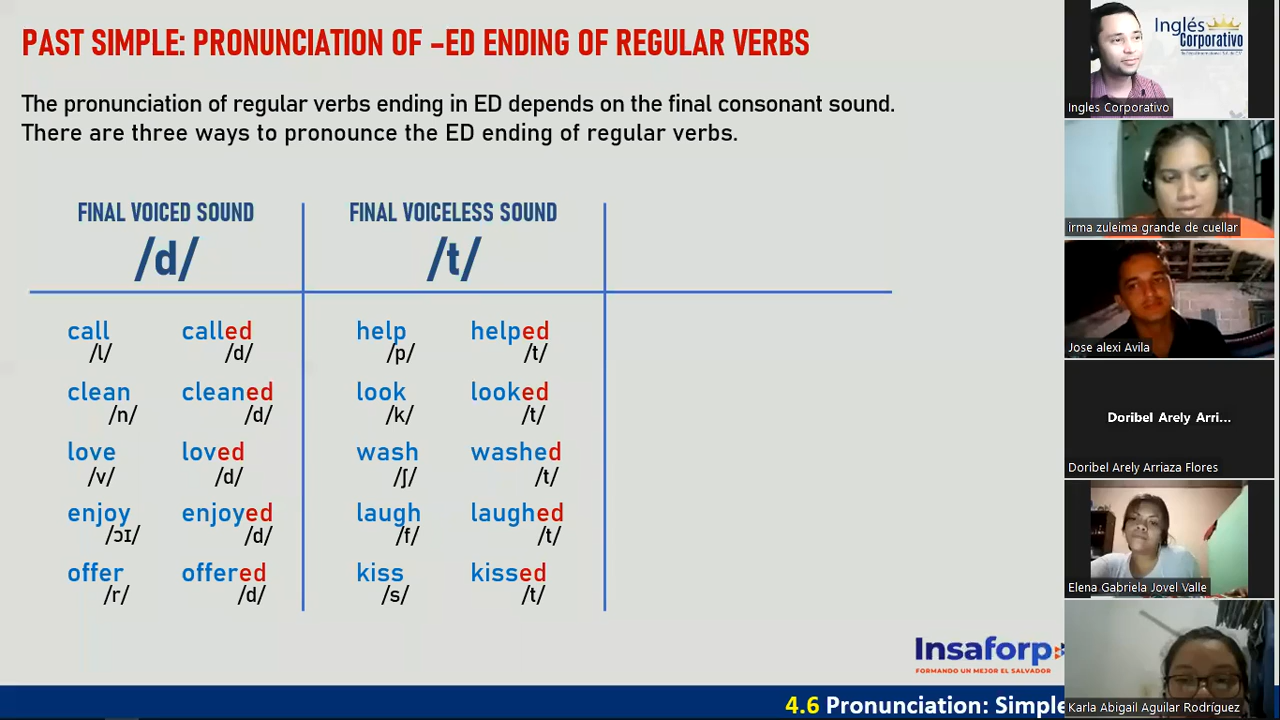 PAST SIMPLE: PRONUNCIATION OF -ED ENDING OF REGULAR VERBS
The pronunciation of regular verbs ending in ED depends on the final consonant sound.
There are three ways to pronounce the ED ending of regular verbs.
FINAL VOICED SOUND FINAL VOICELESS SOUND
/d/ /t/
call called help helped
/l/ /d/ /p/ /t/
clean cleaned look looked
/n/ /d/ /k/ /t/
love loved wash washed
/v/ /d/ /ʃ/ /t/
enjoy enjoyed laugh laughed
/ɔɪ/ /d/ /f/ /t/
offer offered kiss kissed
/r/ /d/ /s/ /t/
Insaforp
FORMANDO UN MEJOR EL SALVADOR
4.6 Pronunciation: Simple
Inglés
Corporativo
Ingles Corporativo
irma zuleima grande de cuellar
Jose alexi Avila
Doribel Arely Arri...
Doribel Arely Arriaza Flores
Elena Gabriela Jovel Valle
Karla Abigail Aguilar Rodríguez